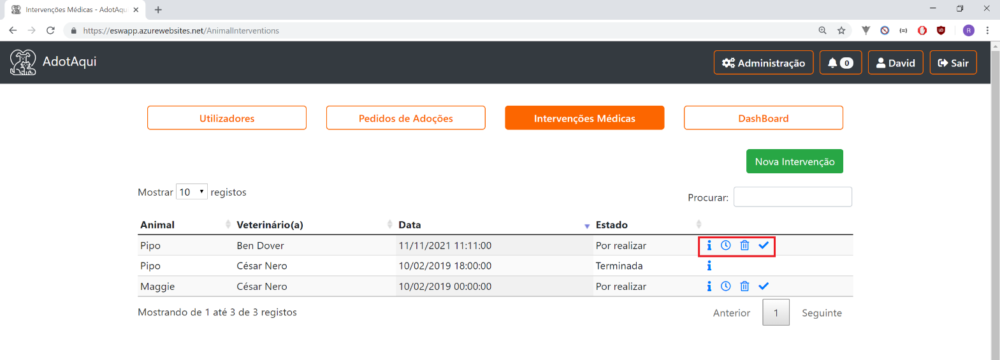 Intervenções Médicas - AdotAqu
https://eswapp.azurewebsites.net/AnimalInterventions
R
AdotAqui
Administração
0
David
Sair
Utilizadores
Pedidos de Adoções
Intervenções Médicas
DashBoard
Nova Intervenção
Mostrar 10 registos
Procurar:
Animal Veterinário(a) Data Estado
Pipo Ben Dover 11/11/2021 11:11:00 Por realizar
Pipo César Nero 10/02/2019 18:00:00 Terminada
Maggie César Nero 10/02/2019 00:00:00 Por realizar
Mostrando de 1 até 3 de 3 registos
Anterior 1 Seguinte